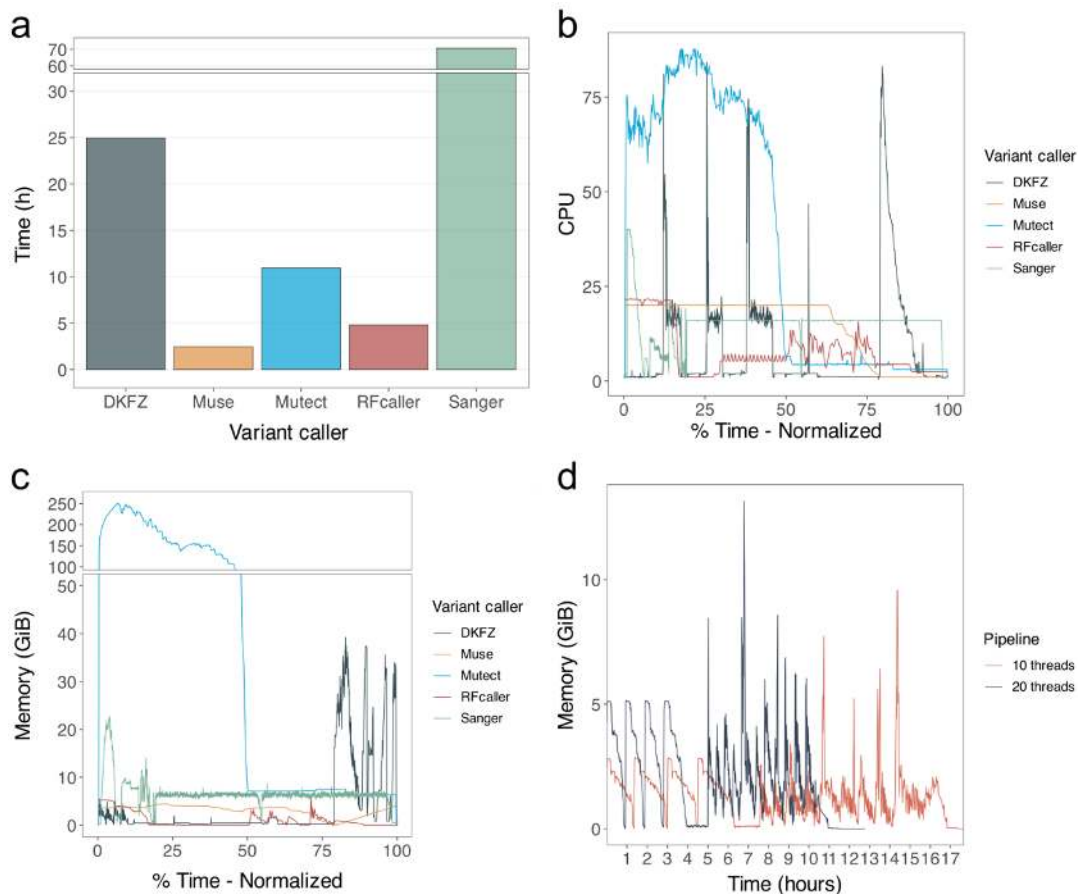 a
70
60
30
25
20
15
10
5
0
Time (h)
DKFZ Muse Mutect RFcaller Sanger
Variant caller
b
75
50
25
0
CPU
0 25 50 75 100
% Time - Normalized
Variant caller
DKFZ
Muse
Mutect
RFcaller
Sanger
c
250
200
150
100
50
40
30
20
10
0
Memory (GiB)
0 25 50 75 100
% Time - Normalized
Variant caller
DKFZ
Muse
Mutect
RFcaller
Sanger
d
10
5
0
Memory (GiB)
1 2 3 4 5 6 7 8 9 10 11 12 13 14 15 16 17
Time (hours)
Pipeline
10 threads
20 threads